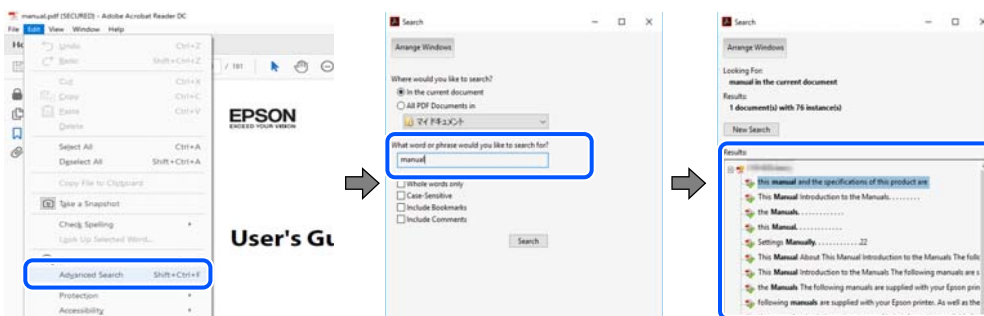 manual.pdf (SECURED) - Adobe Acrobat Reader DC
File Edit View Window Help
Undo Ctrl+Z
Redo Shift+Ctrl+Z
Cut Ctrl+X
Copy Ctrl+C
Paste Ctrl+V
Delete
Select All Ctrl+A
Deselect All Shift+Ctrl+A
Copy File to Clipboard
Take a Snapshot
Check Spelling
Look Up Selected Word...
Advanced Search Shift+Ctrl+F
Protection
Accessibility
/ 191
EPSON
EXCEED YOUR VISION
User's Gu
Search
Arrange Windows
Where would you like to search?
In the current document
All PDF Documents in
マイ ドキュメント
What word or phrase would you like to search for?
manual
Whole words only
Case-Sensitive
Include Bookmarks
Include Comments
Search
Search
Arrange Windows
Looking For:
manual in the current document
Results:
1 document(s) with 76 instance(s)
New Search
Results:
this manual and the specifications of this product are
This Manual Introduction to the Manuals.........
the Manuals.............
this Manual.............
Settings Manually.............22
This Manual About This Manual Introduction to the Manuals The follo
This Manual Introduction to the Manuals The following manuals are s
the Manuals The following manuals are supplied with your Epson prin
following manuals are supplied with your Epson printer. As well as the